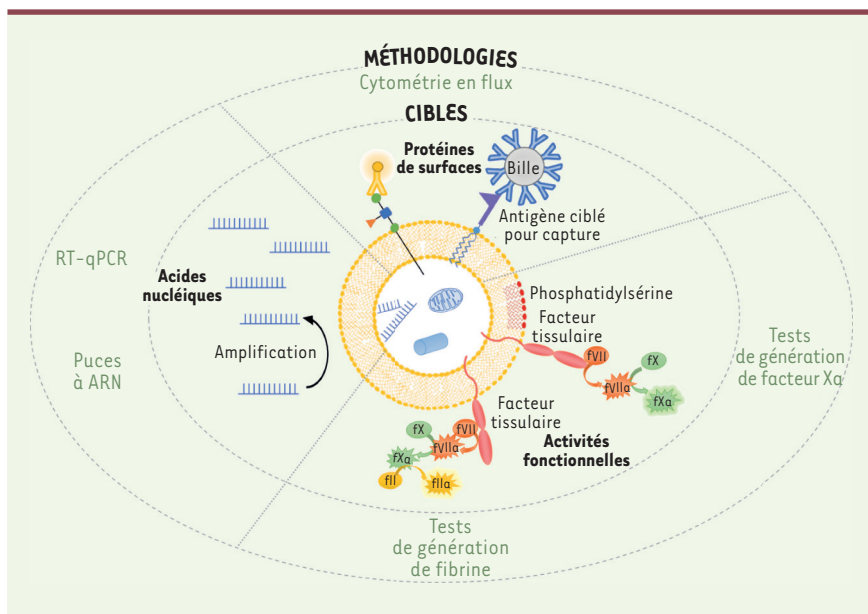 MÉTHODOLOGIES
Cytométrie en flux
CIBLES
Protéines
de surfaces
Bille
Antigène ciblé
pour capture
RT-qPCR
Acides
nucléiques
Amplification
Puces
à ARN
Phosphatidylsérine
Facteur
tissulaire
fVII
fX
fVIIa
fXa
Tests
de génération
de facteur Xa
Facteur
tissulaire
Activités
fonctionnelles
fX
fVII
fVIIa
fXa
fII
fIIa
Tests
de génération
de fibrine